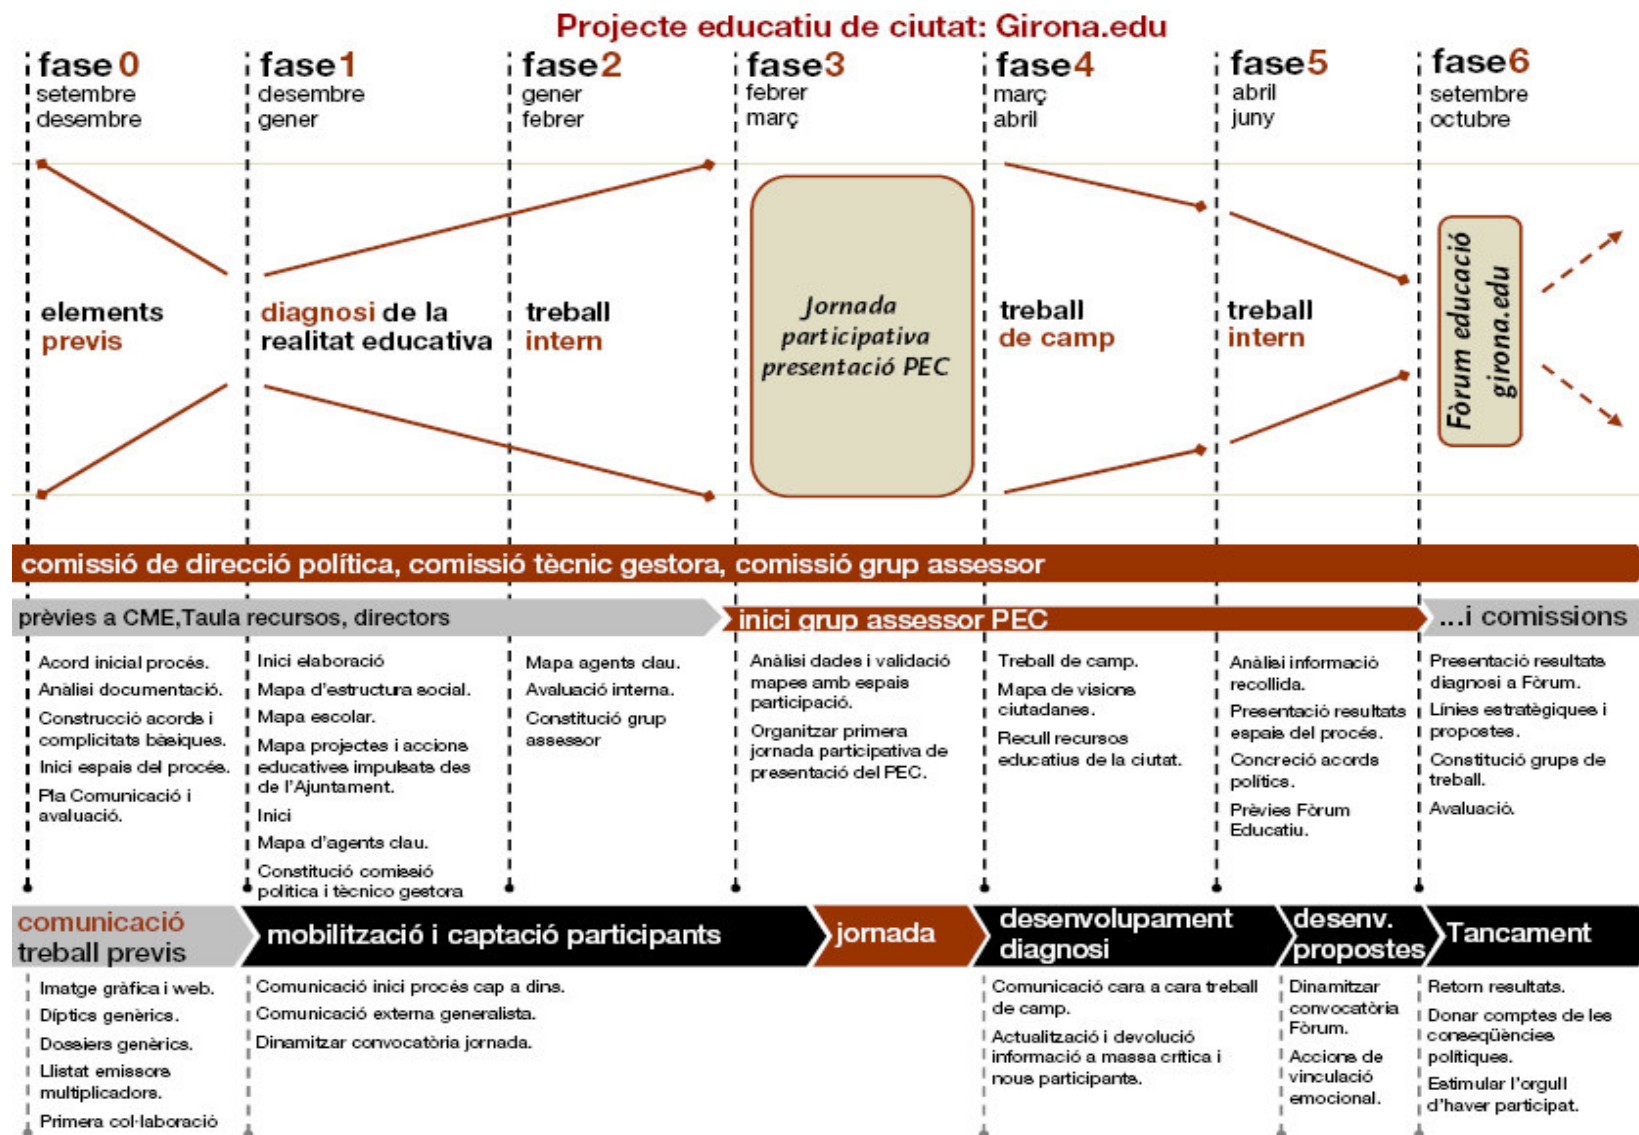 Projecte educatiu de ciutat: Girona.edu
fase 0
setembre
desembre
fase1
desembre
gener
fase2
gener
febrer
fase3
febrer
març
fase4
març
abril
fase5
abril
juny
fase6
setembre
octubre
elements
previs
diagnosi de la
realitat educativa
treball
intern
Jornada
participativa
presentació PEC
treball
de camp
treball
intern
Fòrum educació
girona.edu
comissió de direcció política, comissió tècnic gestora, comissió grup assessor
prèvies a CME,Taula recursos, directors
inici grup assessor PEC
...i comissions
Acord inicial procés.
Anàlisi documentació.
Construcció acords i
complicitats bàsiques.
Inici espais del procés.
Pla Comunicació i
avaluació.
Inici elaboració
Mapa d'estructura social.
Mapa escolar.
Mapa projectes i accions
educatives impulsats des
de l'Ajuntament.
Inici
Mapa d'agents clau.
Constitució comissió
política i tècnico gestora
Mapa agents clau.
Avaluació interna.
Constitució grup
assessor
Anàlisi dades i validació
mapes amb espais
participació.
Organitzar primera
jornada participativa de
presentació del PEC.
Treball de camp.
Mapa de visions
ciutadanes.
Recull recursos
educatius de la ciutat.
Anàlisi informació
recollida.
Presentació resultats
espais del procés.
Concreció acords
polítics.
Prèvies Fòrum
Educatiu.
Presentació resultats
diagnosi a Fòrum.
Línies estratègiques i
propostes.
Constitució grups de
treball.
Avaluació.
comunicació
treball previs
mobilització i captació participants
jornada
desenvolupament
diagnosi
desenv.
propostes
Tancament
Imatge gràfica i web.
Díptics genèrics.
Dossiers genèrics.
Llistat emissors
multiplicadors.
Primera col·laboració
Comunicació inici procés cap a dins.
Comunicació externa generalista.
Dinamitzar convocatòria jornada.
Comunicació cara a cara treball
de camp.
Actualització i devolució
informació a massa crítica i
nous participants.
Dinamitzar
convocatòria
Fòrum.
Accions de
vinculació
emocional.
Retorn resultats.
Donar comptes de les
conseqüències
polítiques.
Estimular l'orgull
d'haver participat.